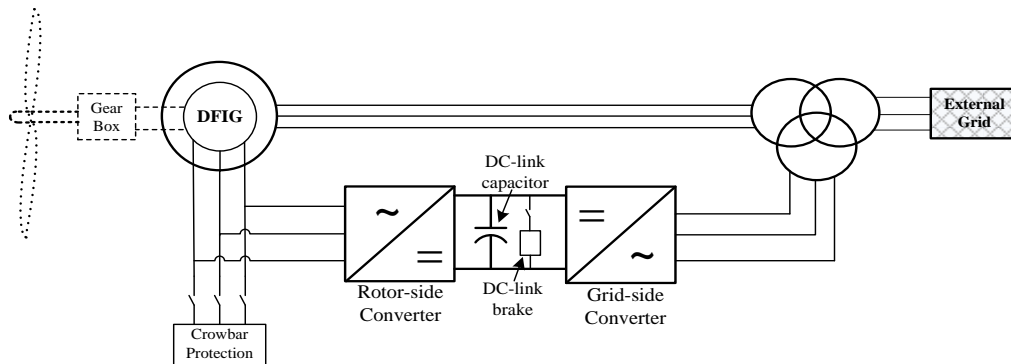 Gear
Box
DFIG
External
Grid
DC-link
capacitor
~
=
=
~
DC-link
brake
Rotor-side
Converter
Grid-side
Converter
Crowbar
Protection